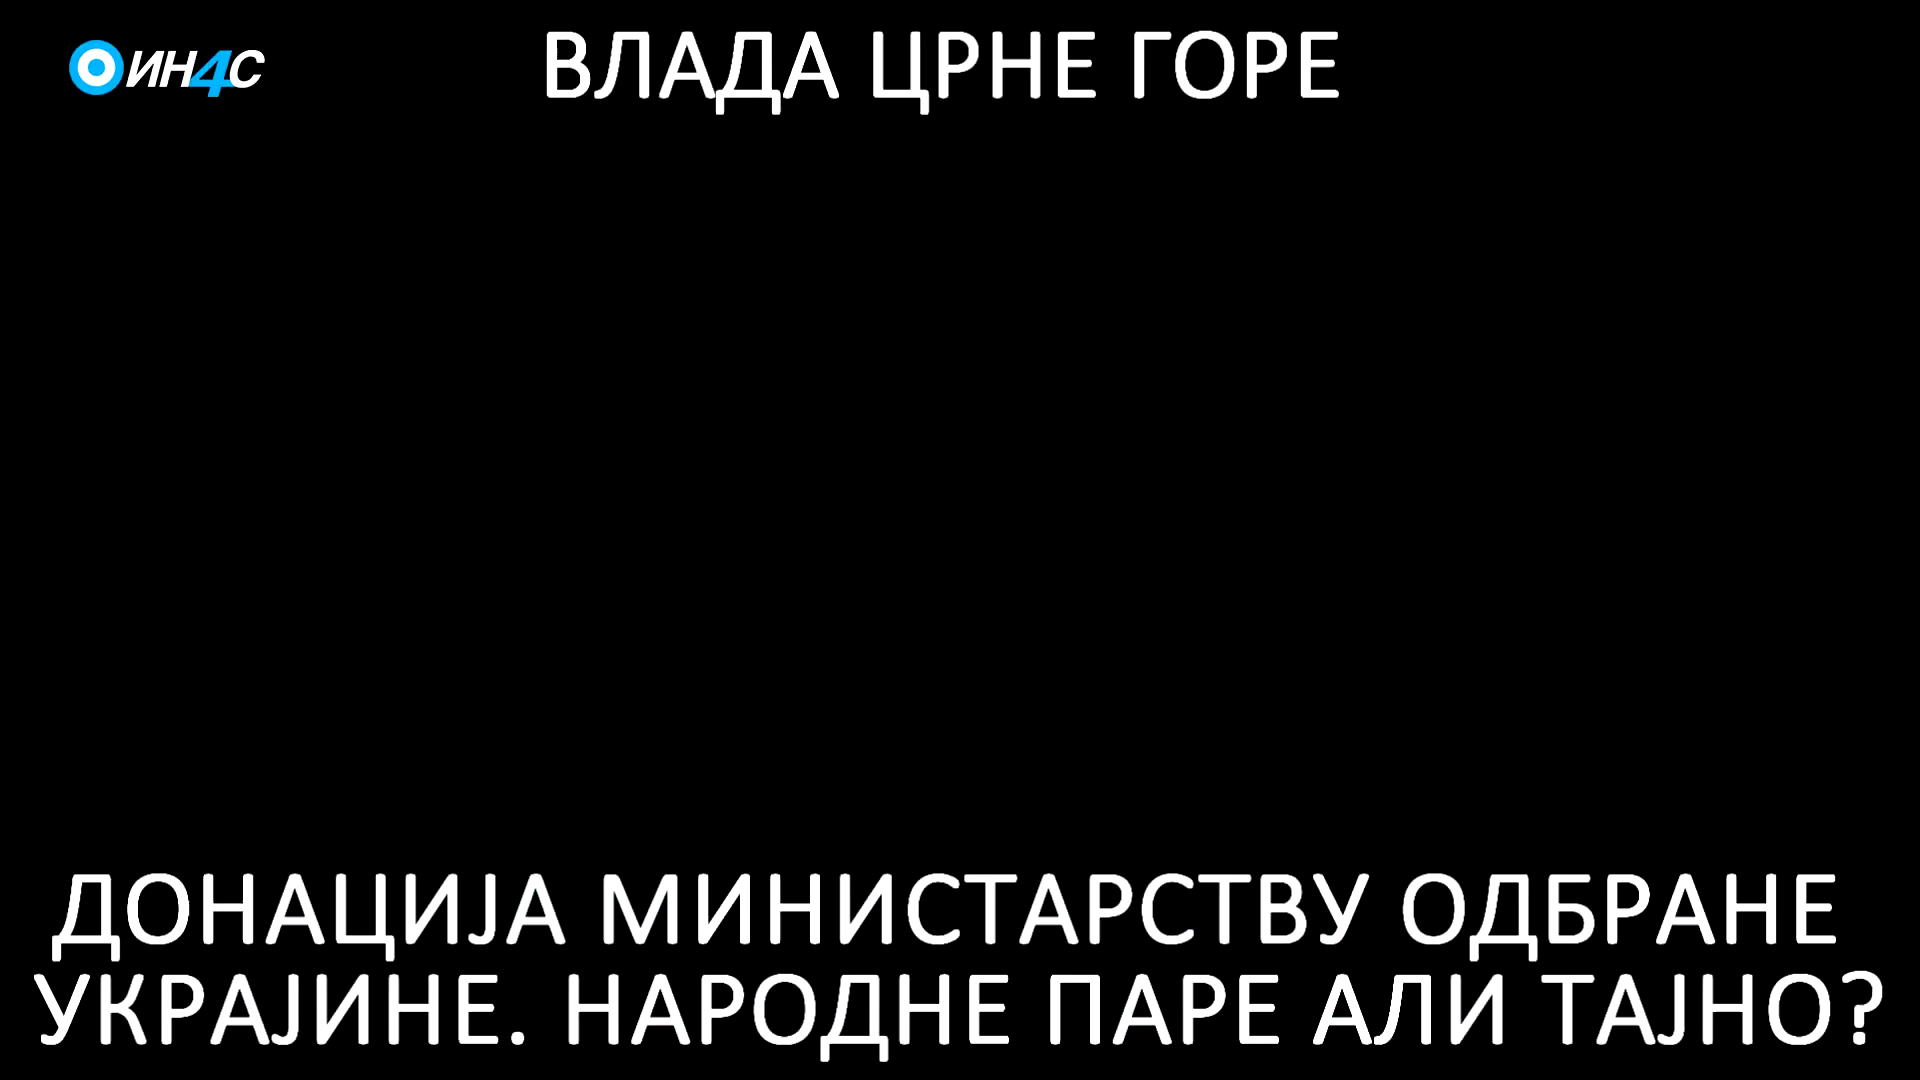 ИН4С
ВЛАДА ЦРНЕ ГОРЕ
ДОНАЦИЈА МИНИСТАРСТВУ ОДБРАНЕ
УКРАЈИНЕ. НАРОДНЕ ПАРЕ АЛИ ТАЈНО?